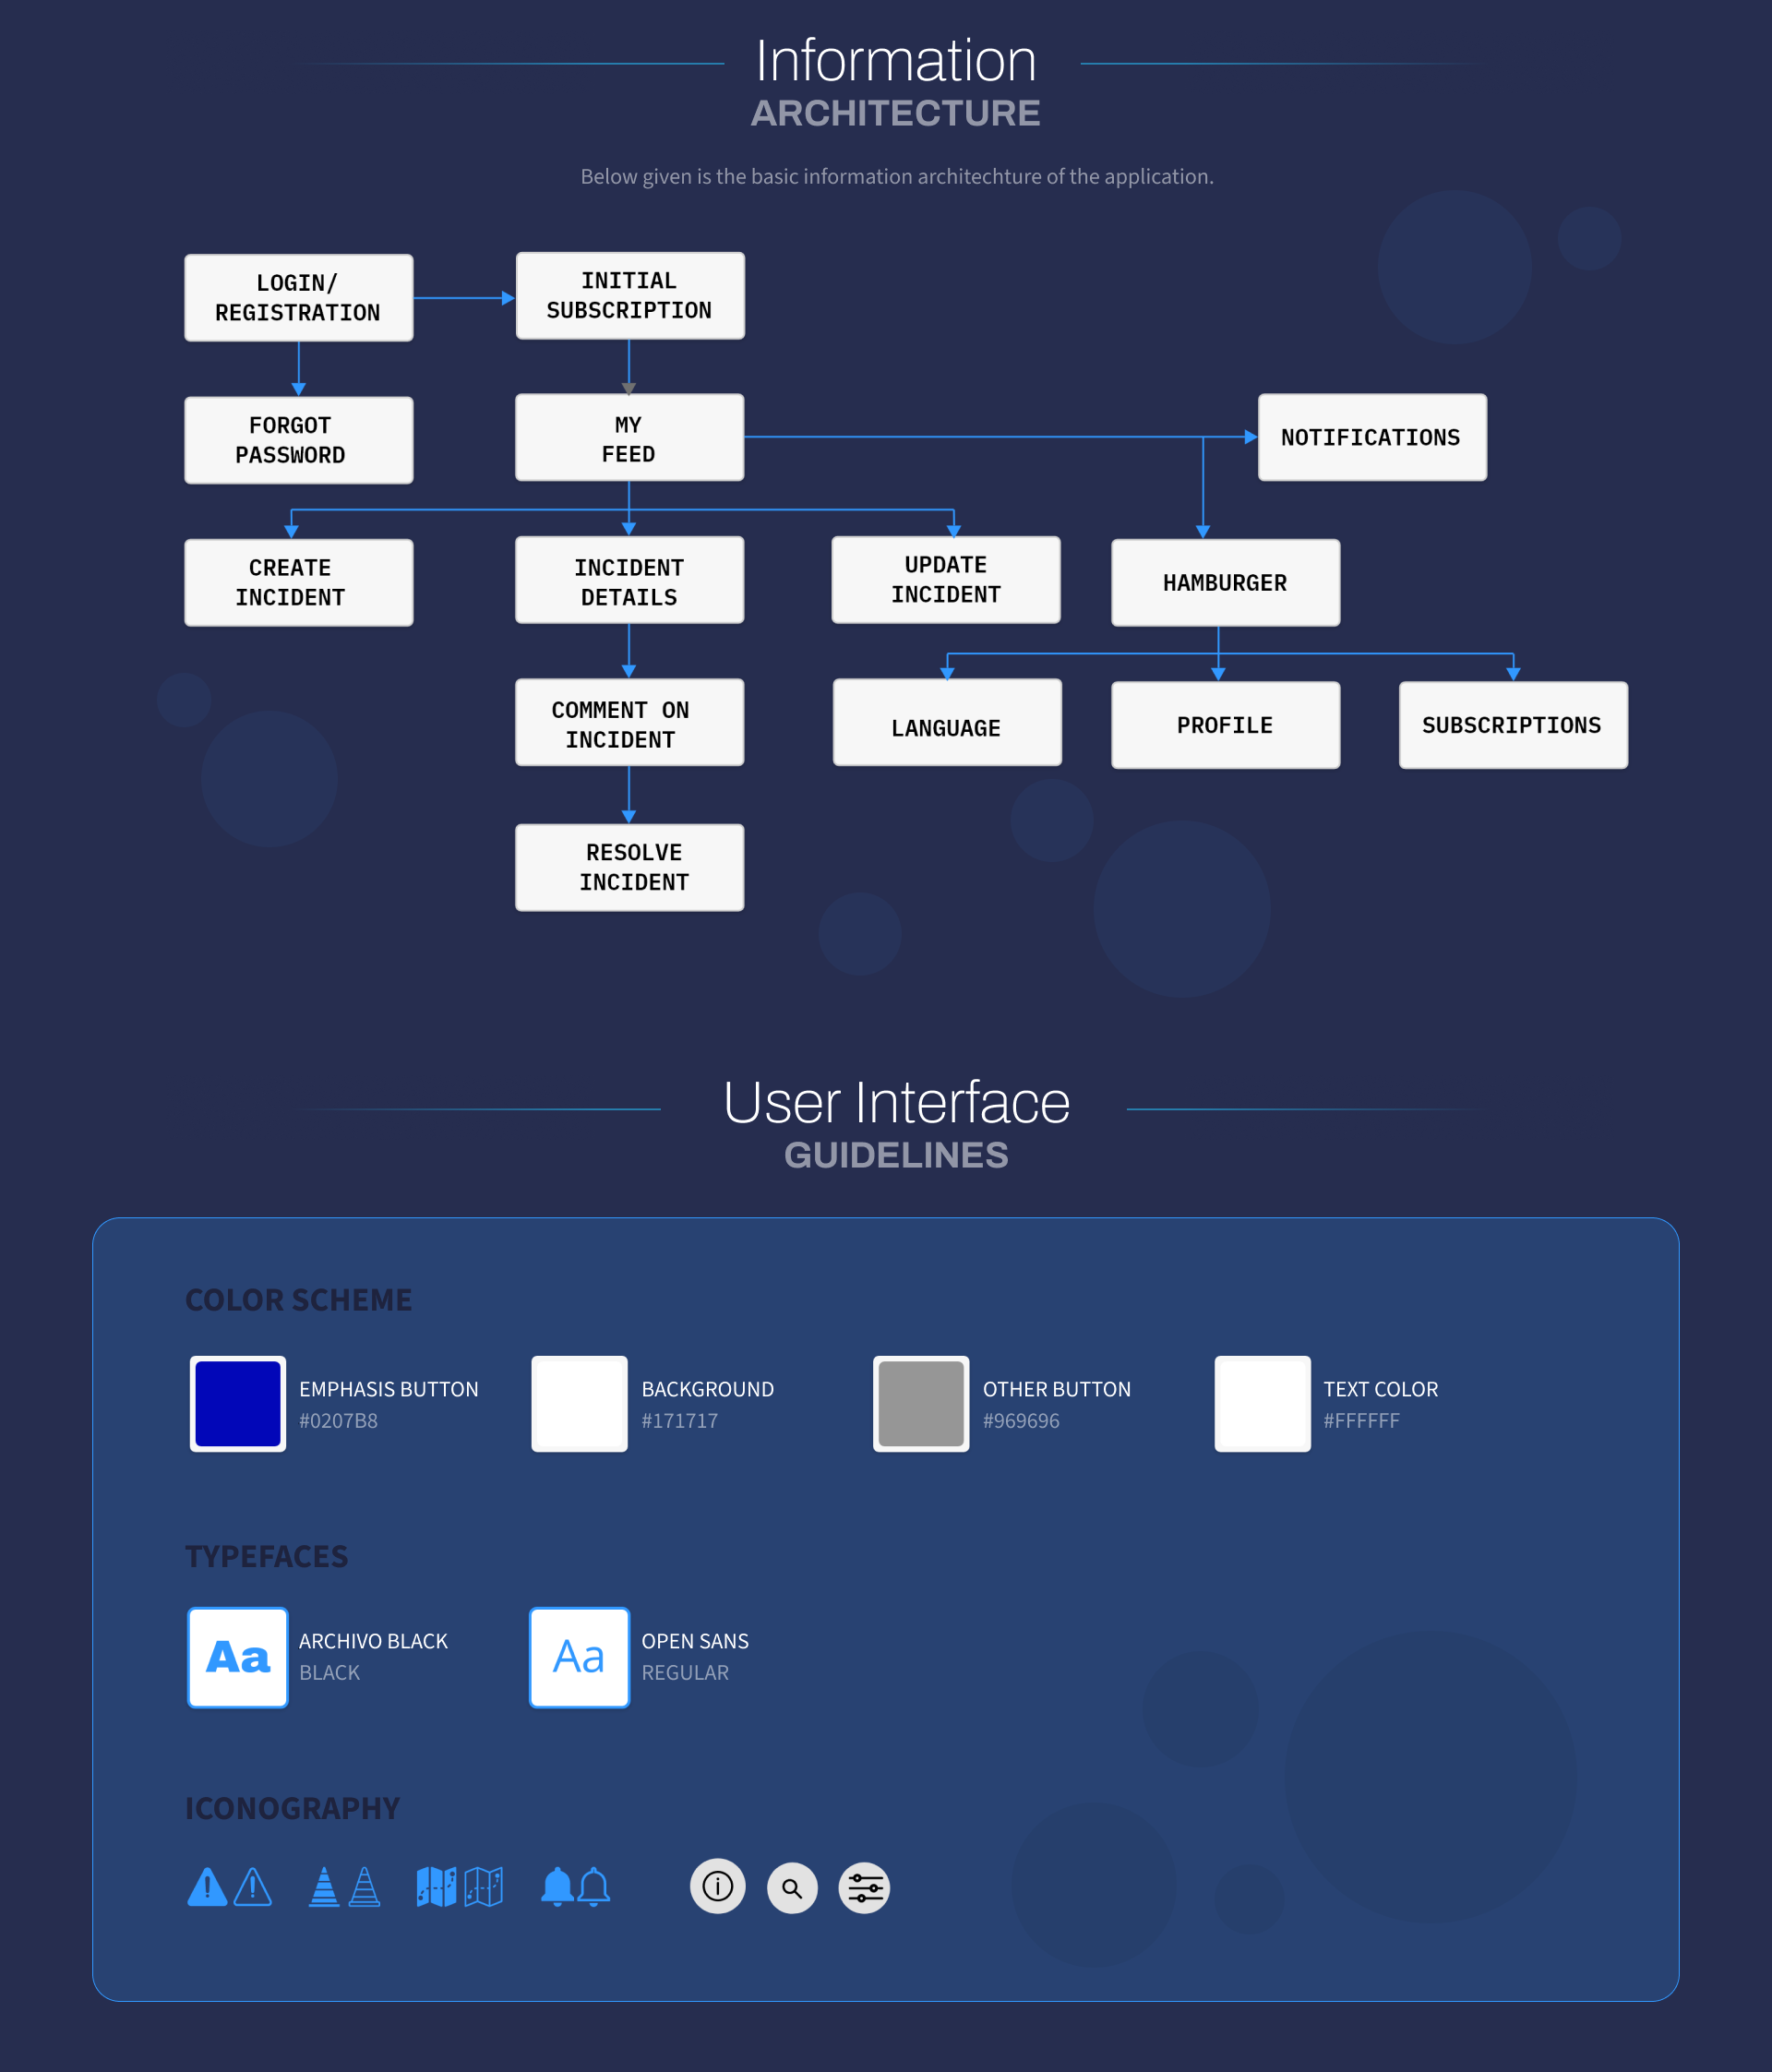 Information
ARCHITECTURE
Below given is the basic information architechture of the application.
LOGIN/
REGISTRATION
INITIAL
SUBSCRIPTION
FORGOT
PASSWORD
MY
FEED
NOTIFICATIONS
CREATE
INCIDENT
INCIDENT
DETAILS
UPDATE
INCIDENT
HAMBURGER
COMMENT ON
INCIDENT
LANGUAGE
PROFILE
SUBSCRIPTIONS
RESOLVE
INCIDENT
User Interface
GUIDELINES
COLOR SCHEME
EMPHASIS BUTTON
#0207B8
BACKGROUND
#171717
OTHER BUTTON
#969696
TEXT COLOR
#FFFFFF
TYPEFACES
Aa
ARCHIVO BLACK
BLACK
Aa
OPEN SANS
REGULAR
ICONOGRAPHY